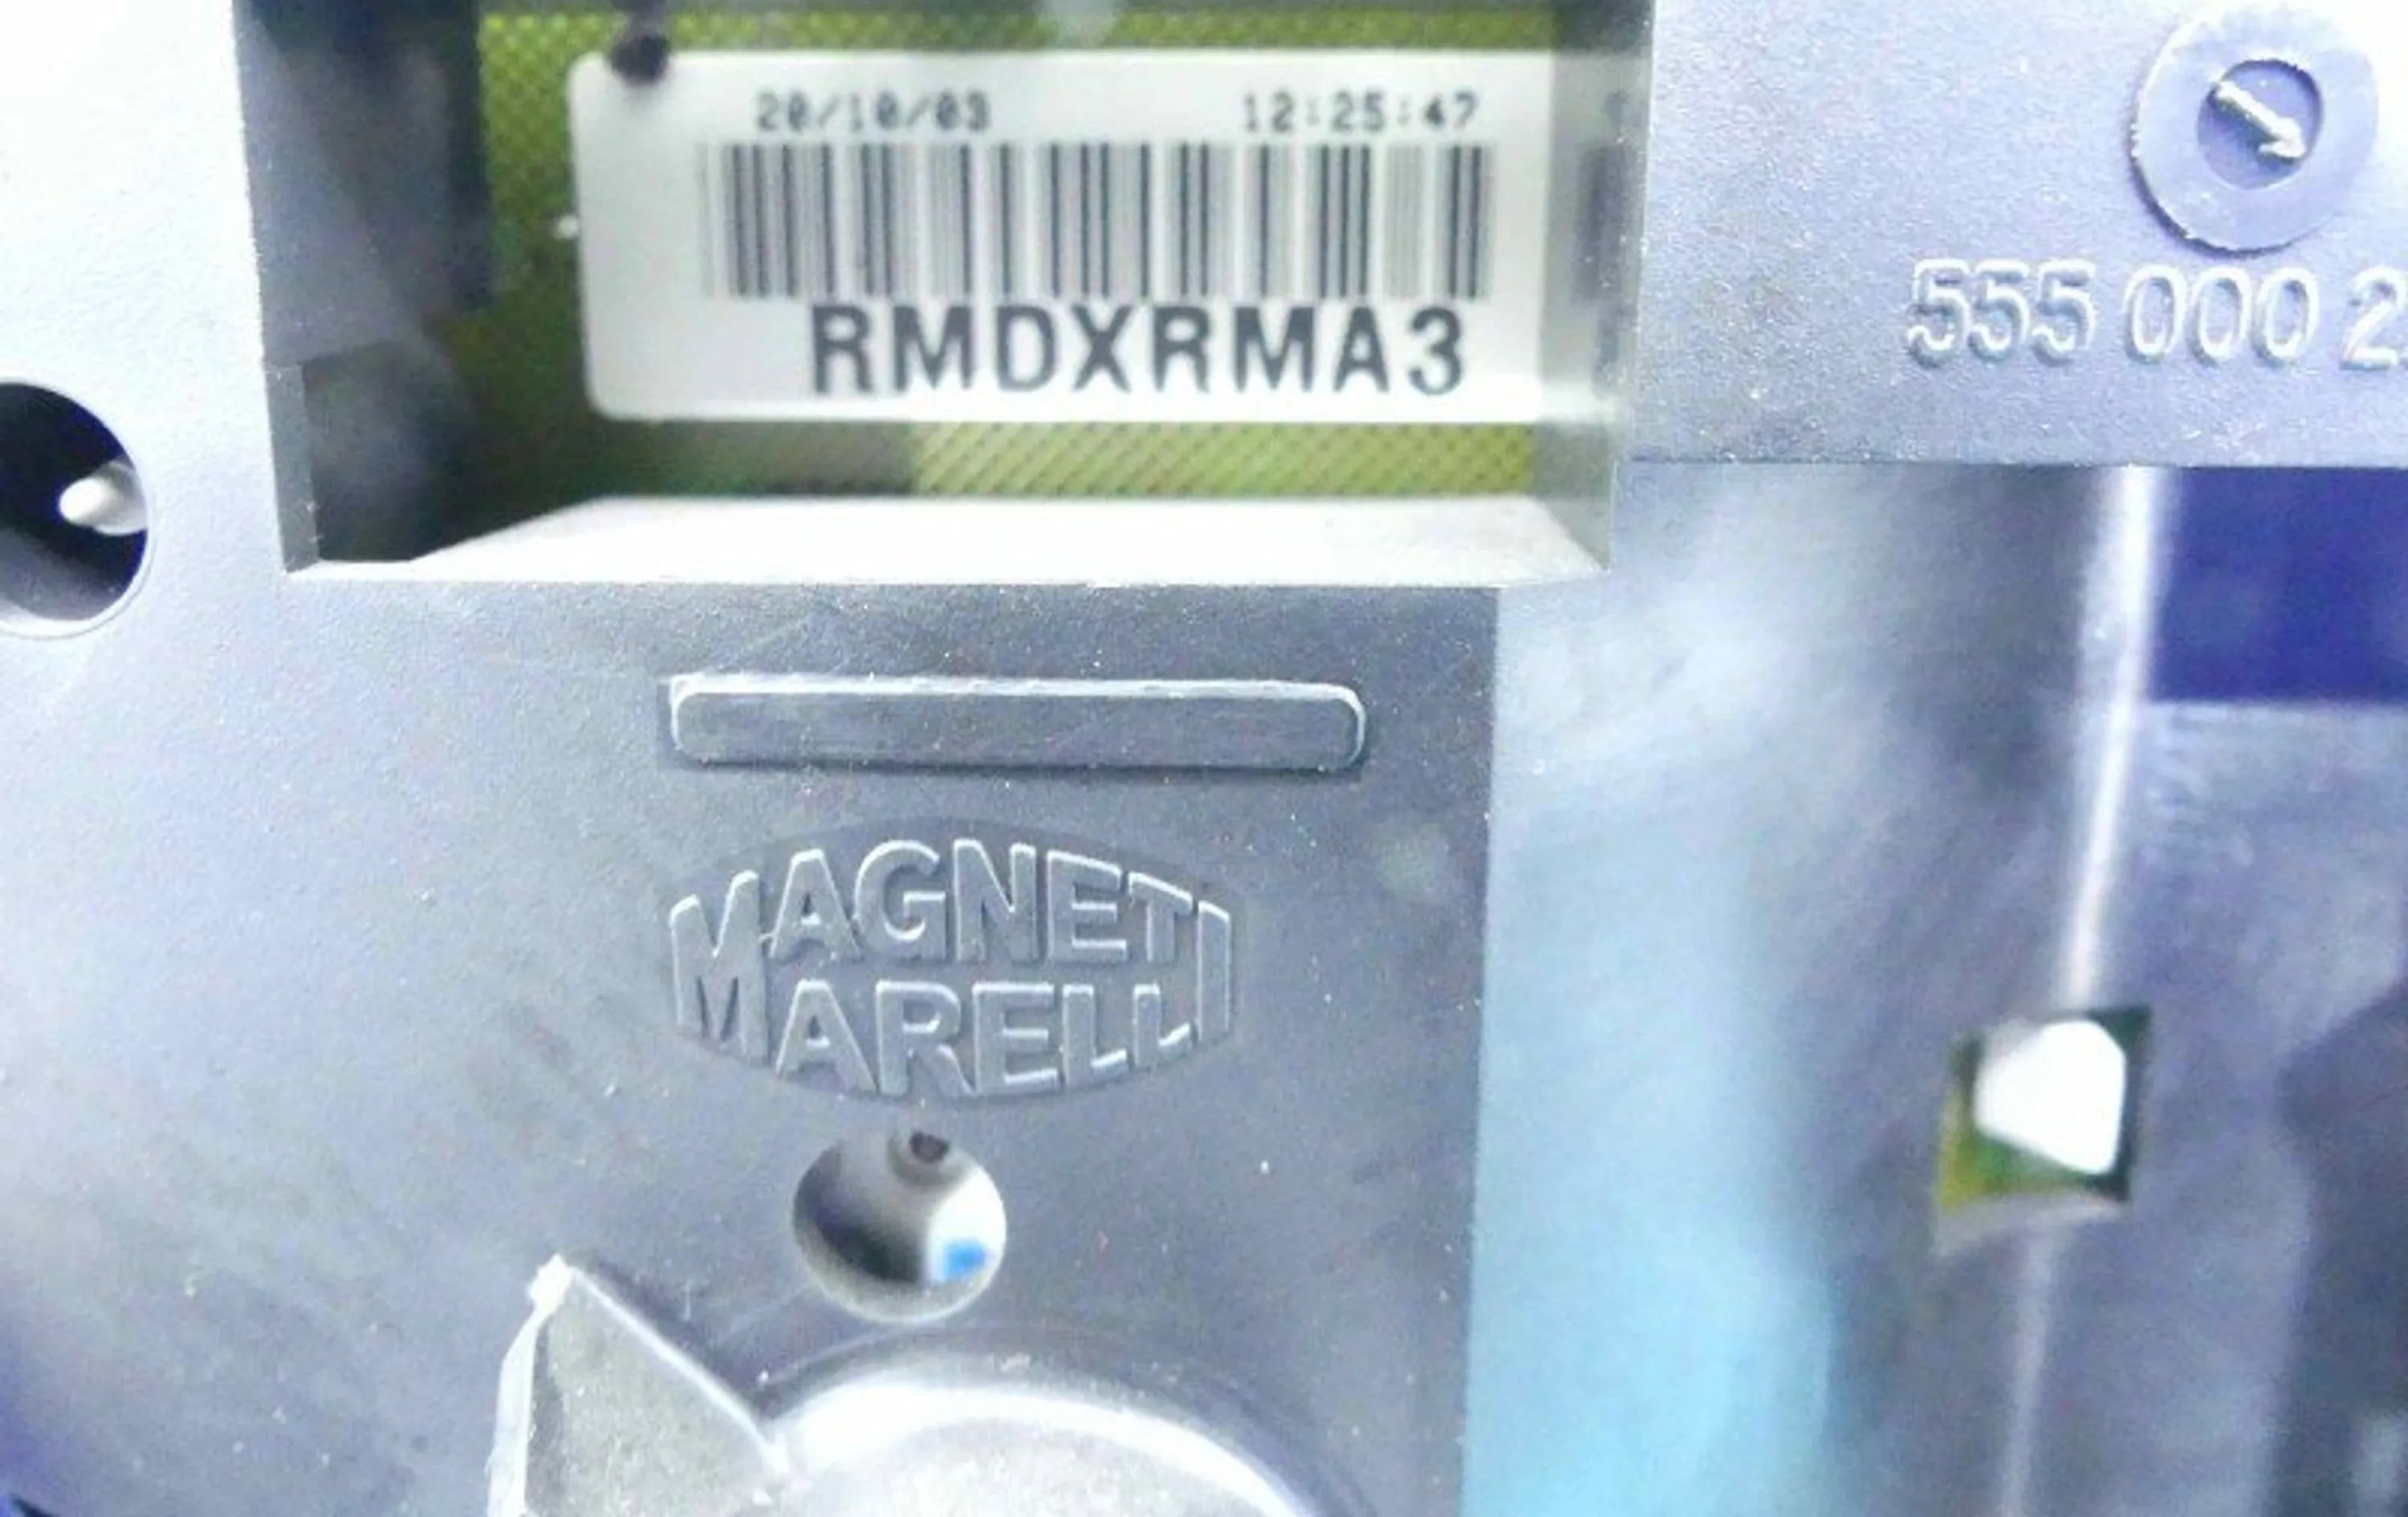 20/10/03 12:25:47
RMDXRMA3
555 000 2
MAGNETI
MARELLI